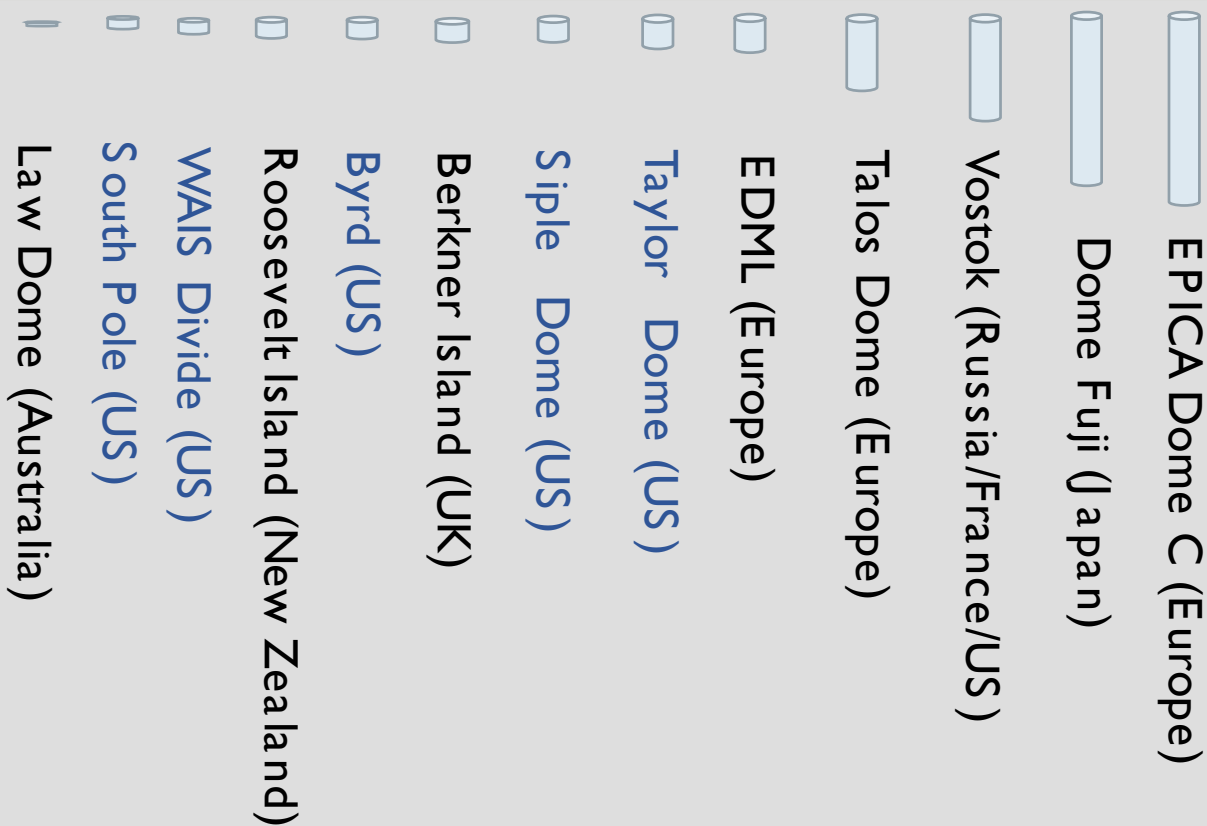 EPICA Dome C (Europe)
Dome Fuji (Japan)
Vostok (Russia/France/US)
Talos Dome (Europe)
EDML (Europe)
Taylor Dome (US)
Siple Dome (US)
Berkner Island (UK)
Byrd (US)
Roosevelt Island (New Zealand)
WAIS Divide (US)
South Pole (US)
Law Dome (Australia)